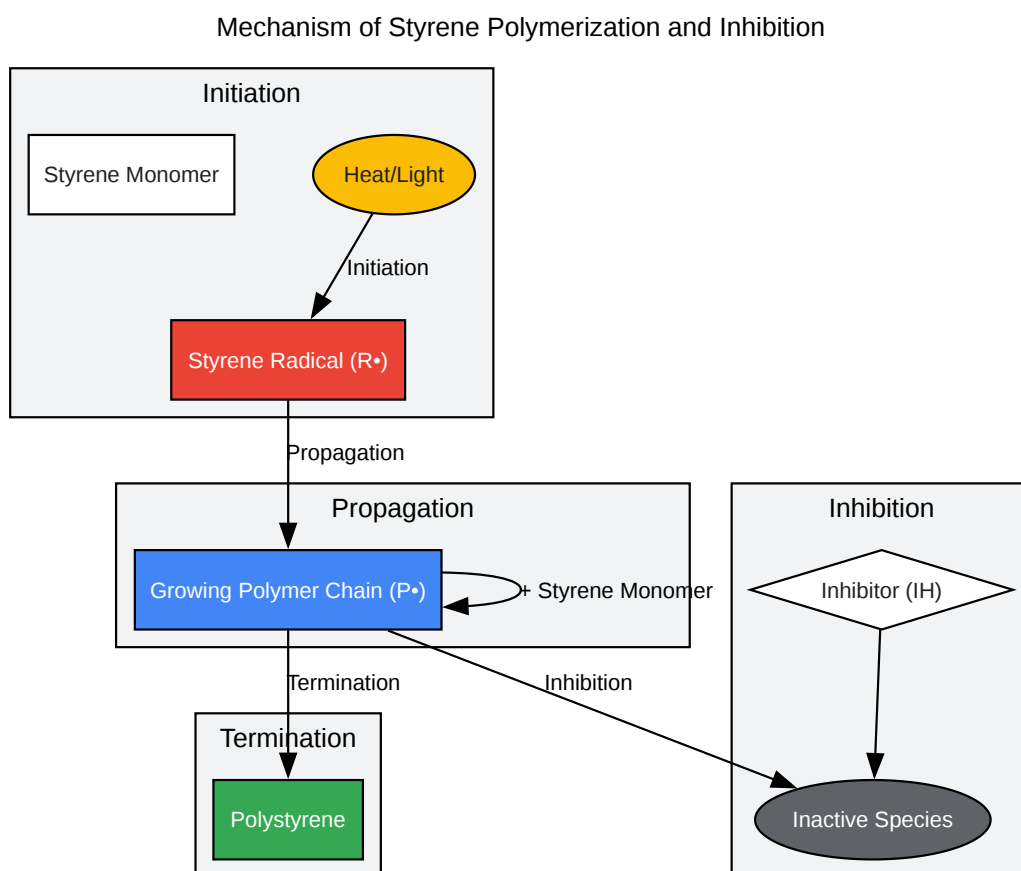 Mechanism of Styrene Polymerization and Inhibition
Initiation
Styrene Monomer
Heat/Light
Initiation
Styrene Radical (R•)
Propagation
Propagation
Inhibition
Growing Polymer Chain (P•)
+ Styrene Monomer
Inhibitor (IH)
Termination
Inhibition
Termination
Polystyrene
Inactive Species